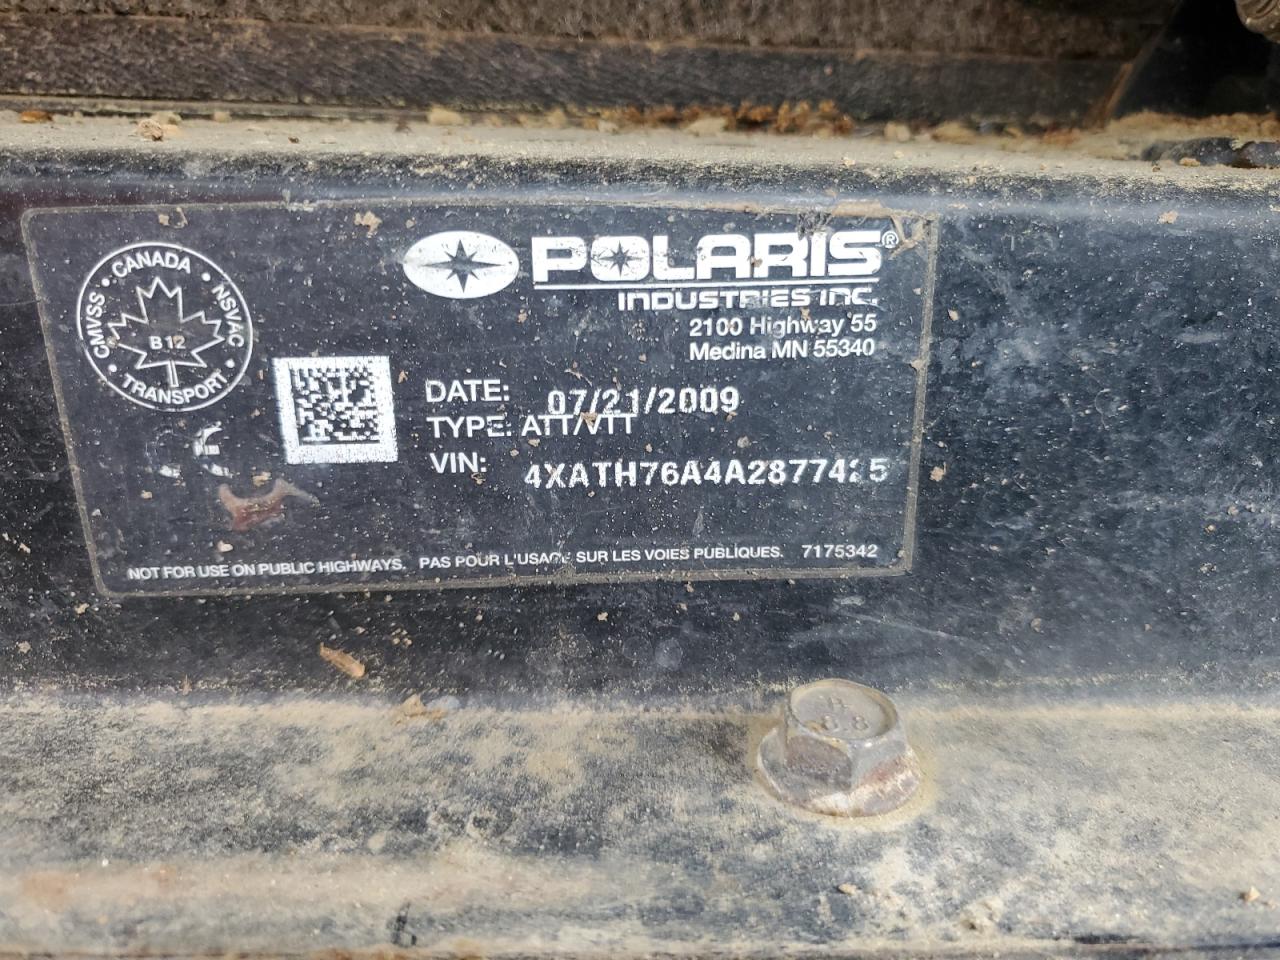 CANADA
CMVSS
NSVAC
B12
TRANSPORT
CE
POLARIS®
INDUSTRIES INC.
2100 Highway 55
Medina MN 55340
DATE: 07/21/2009
TYPE: ATT/VTT
VIN:
NOT FOR USE ON PUBLIC HIGHWAYS. PAS POUR L'USAGE SUR LES VOIES PUBLIQUES. 7175342